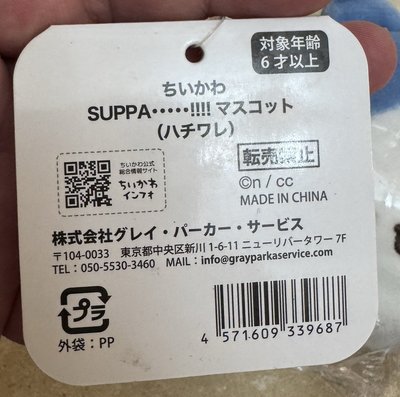 対象年齢
6才以上
ちいかわ
SUPPA・・・・・!!!! マスコット
(ハチワレ)
ちいかわ公式
総合情報サイト
ちいかわ
インフォ
転売禁止
©n / cc
MADE IN CHINA
株式会社グレイ・パーカー・サービス
〒104-0033 東京都中央区新川 1-6-11 ニューリバータワー 7F
TEL：050-5530-3460 MAIL：info@grayparkaservice.com
プラ
外袋：PP
4 571609 339687